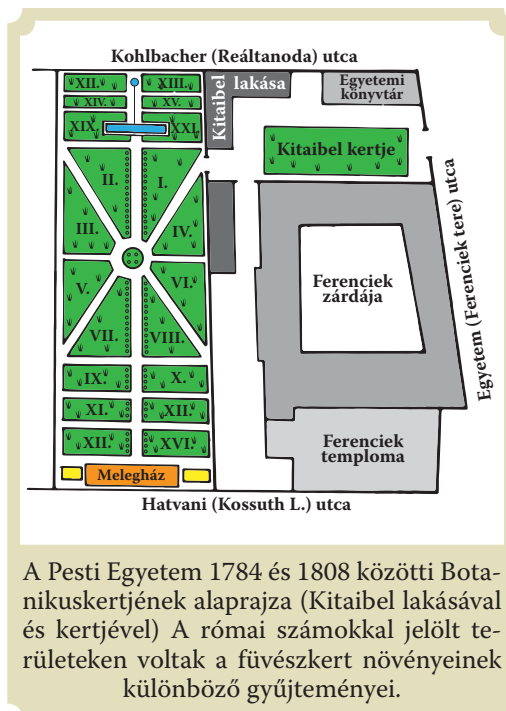 Kohlbacher (Reáltanoda) utca
XII.
XIII.
XIV.
XV.
XIX.
XXI.
Kitaibel
lakása
Egyetemi
könyvtár
Kitaibel kertje
Egyetem (Ferenciek tere) utca
II.
I.
III.
IV.
V.
VI.
VII.
VIII.
IX.
X.
XI.
XII.
XII.
XVI.
Ferenciek
zárdája
Ferenciek
temploma
Melegház
Hatvani (Kossuth L.) utca
A Pesti Egyetem 1784 és 1808 közötti Bota-
nikuskertjének alaprajza (Kitaibel lakásával
és kertjével) A római számokkal jelölt te-
rületeken voltak a füvészkert növényeinek
különböző gyűjteményei.